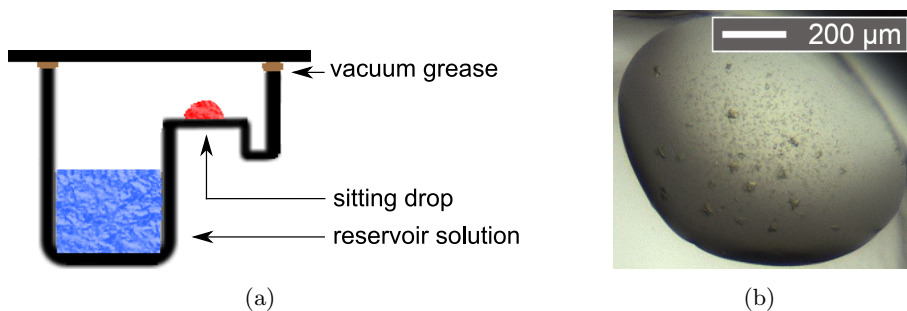 vacuum grease
sitting drop
reservoir solution
(a)
200 µm
(b)